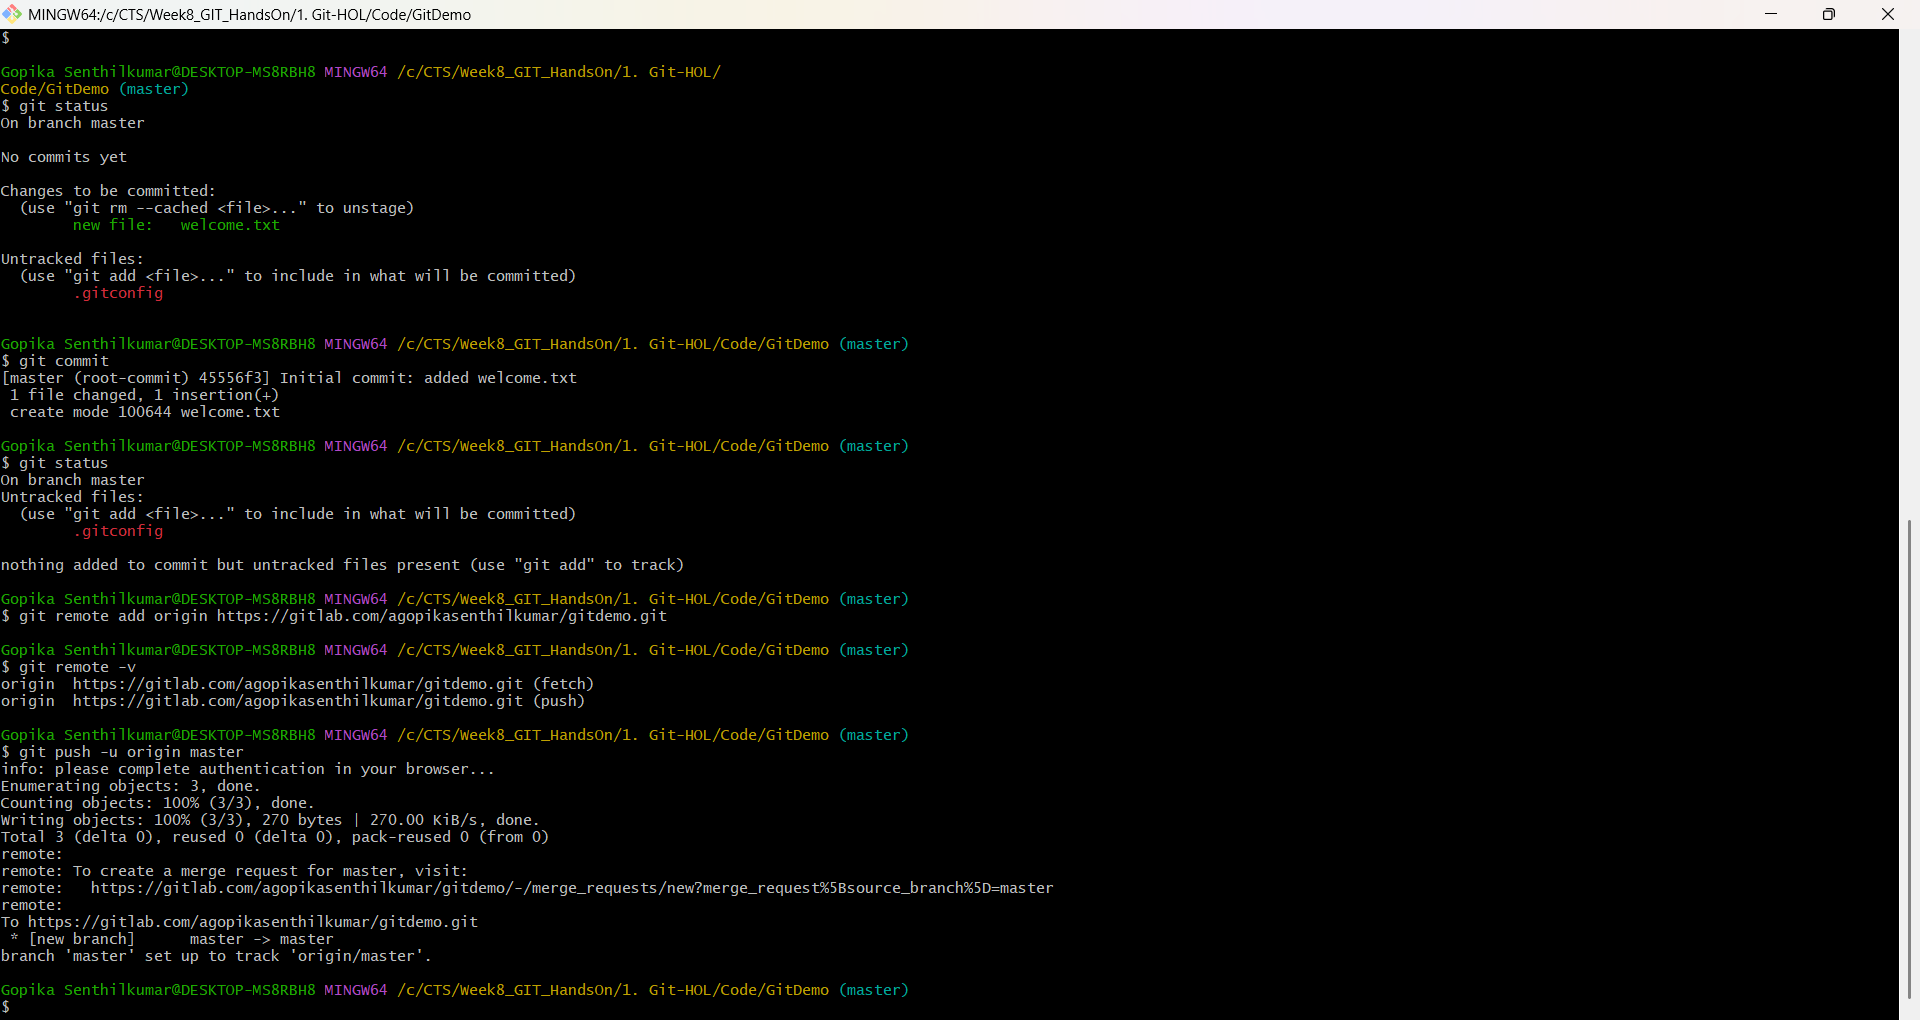 MINGW64:/c/CTS/Week8_GIT_HandsOn/1. Git-HOL/Code/GitDemo
$
Gopika Senthilkumar@DESKTOP-MS8RBH8 MINGW64 /c/CTS/Week8_GIT_HandsOn/1. Git-HOL/
Code/GitDemo (master)
$ git status
On branch master
No commits yet
Changes to be committed:
  (use "git rm --cached <file>..." to unstage)
        new file:   welcome.txt
Untracked files:
  (use "git add <file>..." to include in what will be committed)
        .gitconfig
Gopika Senthilkumar@DESKTOP-MS8RBH8 MINGW64 /c/CTS/Week8_GIT_HandsOn/1. Git-HOL/Code/GitDemo (master)
$ git commit
[master (root-commit) 45556f3] Initial commit: added welcome.txt
 1 file changed, 1 insertion(+)
 create mode 100644 welcome.txt
Gopika Senthilkumar@DESKTOP-MS8RBH8 MINGW64 /c/CTS/Week8_GIT_HandsOn/1. Git-HOL/Code/GitDemo (master)
$ git status
On branch master
Untracked files:
  (use "git add <file>..." to include in what will be committed)
        .gitconfig
nothing added to commit but untracked files present (use "git add" to track)
Gopika Senthilkumar@DESKTOP-MS8RBH8 MINGW64 /c/CTS/Week8_GIT_HandsOn/1. Git-HOL/Code/GitDemo (master)
$ git remote add origin https://gitlab.com/agopikasenthilkumar/gitdemo.git
Gopika Senthilkumar@DESKTOP-MS8RBH8 MINGW64 /c/CTS/Week8_GIT_HandsOn/1. Git-HOL/Code/GitDemo (master)
$ git remote -v
origin  https://gitlab.com/agopikasenthilkumar/gitdemo.git (fetch)
origin  https://gitlab.com/agopikasenthilkumar/gitdemo.git (push)
Gopika Senthilkumar@DESKTOP-MS8RBH8 MINGW64 /c/CTS/Week8_GIT_HandsOn/1. Git-HOL/Code/GitDemo (master)
$ git push -u origin master
info: please complete authentication in your browser...
Enumerating objects: 3, done.
Counting objects: 100% (3/3), done.
Writing objects: 100% (3/3), 270 bytes | 270.00 KiB/s, done.
Total 3 (delta 0), reused 0 (delta 0), pack-reused 0 (from 0)
remote:
remote: To create a merge request for master, visit:
remote:   https://gitlab.com/agopikasenthilkumar/gitdemo/-/merge_requests/new?merge_request%5Bsource_branch%5D=master
remote:
To https://gitlab.com/agopikasenthilkumar/gitdemo.git
 * [new branch]      master -> master
branch 'master' set up to track 'origin/master'.
Gopika Senthilkumar@DESKTOP-MS8RBH8 MINGW64 /c/CTS/Week8_GIT_HandsOn/1. Git-HOL/Code/GitDemo (master)
$